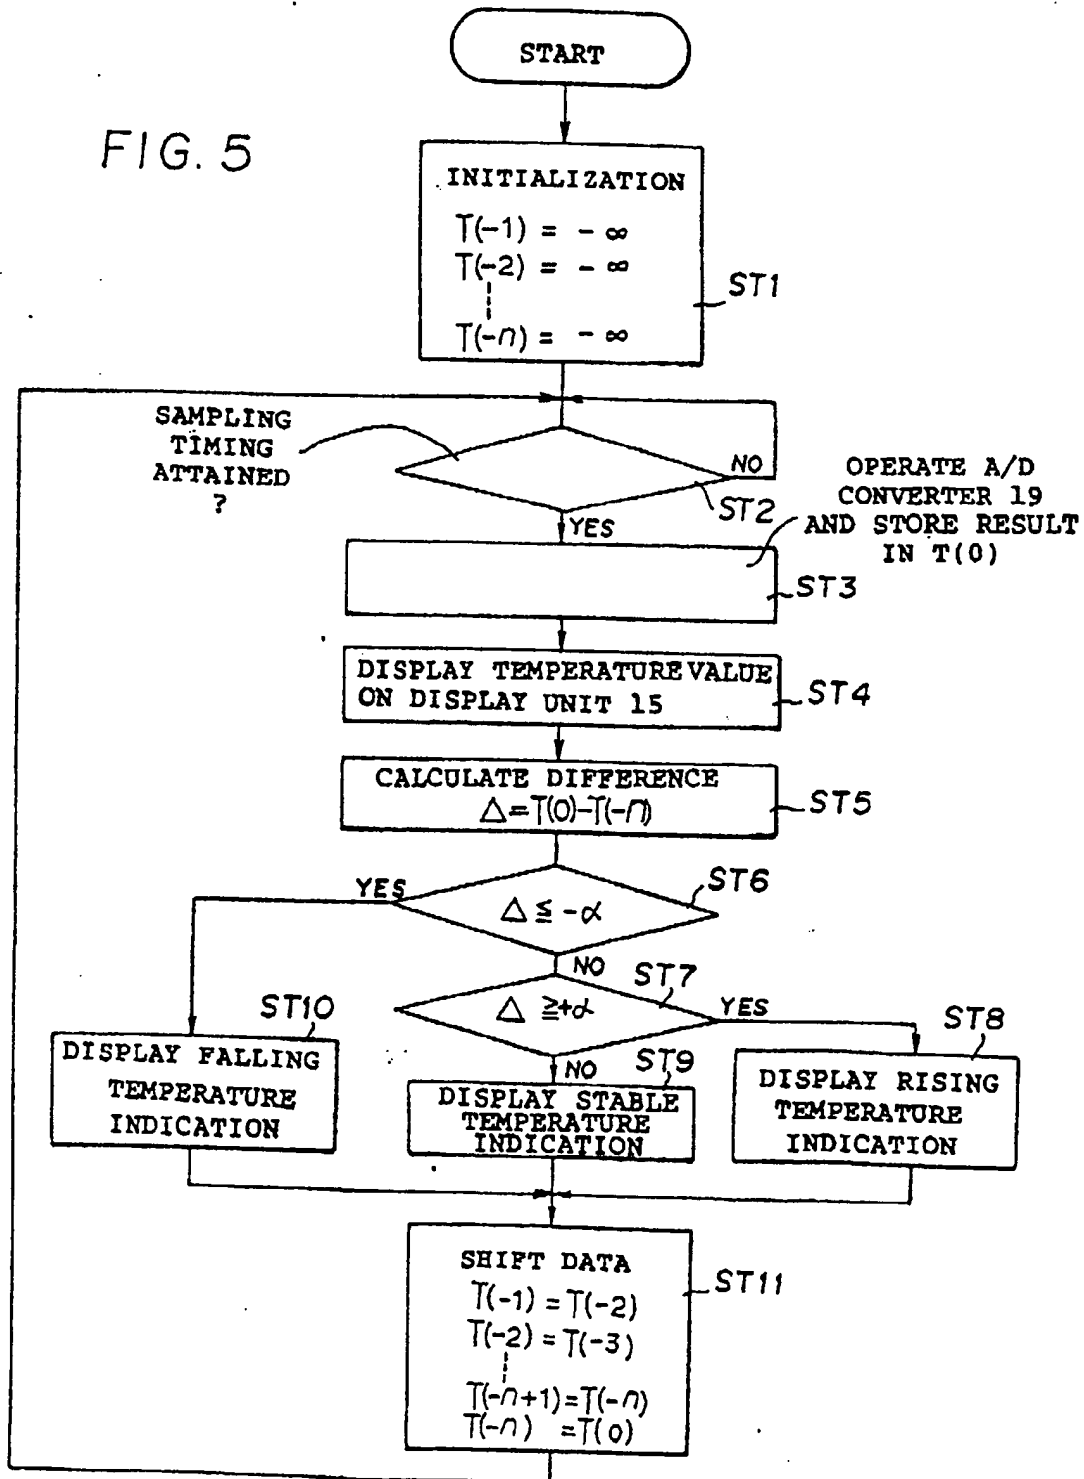 START
FIG. 5
INITIALIZATION
T(-1) = - ∞
T(-2) = - ∞
T(-n) = - ∞
ST1
SAMPLING
TIMING
ATTAINED
?
NO
ST2
YES
OPERATE A/D
CONVERTER 19
AND STORE RESULT
IN T(0)
ST3
DISPLAY TEMPERATURE VALUE
ON DISPLAY UNIT 15
ST4
CALCULATE DIFFERENCE
△=T(0)-T(-n)
ST5
YES
△ ≦ -α
ST6
NO
△ ≧+α
ST7
YES
ST10
DISPLAY FALLING
TEMPERATURE
INDICATION
NO
ST9
DISPLAY STABLE
TEMPERATURE
INDICATION
ST8
DISPLAY RISING
TEMPERATURE
INDICATION
SHIFT DATA
T(-1) = T(-2)
T(-2) = T(-3)
T(-n+1)=T(-n)
T(-n) =T(0)
ST11